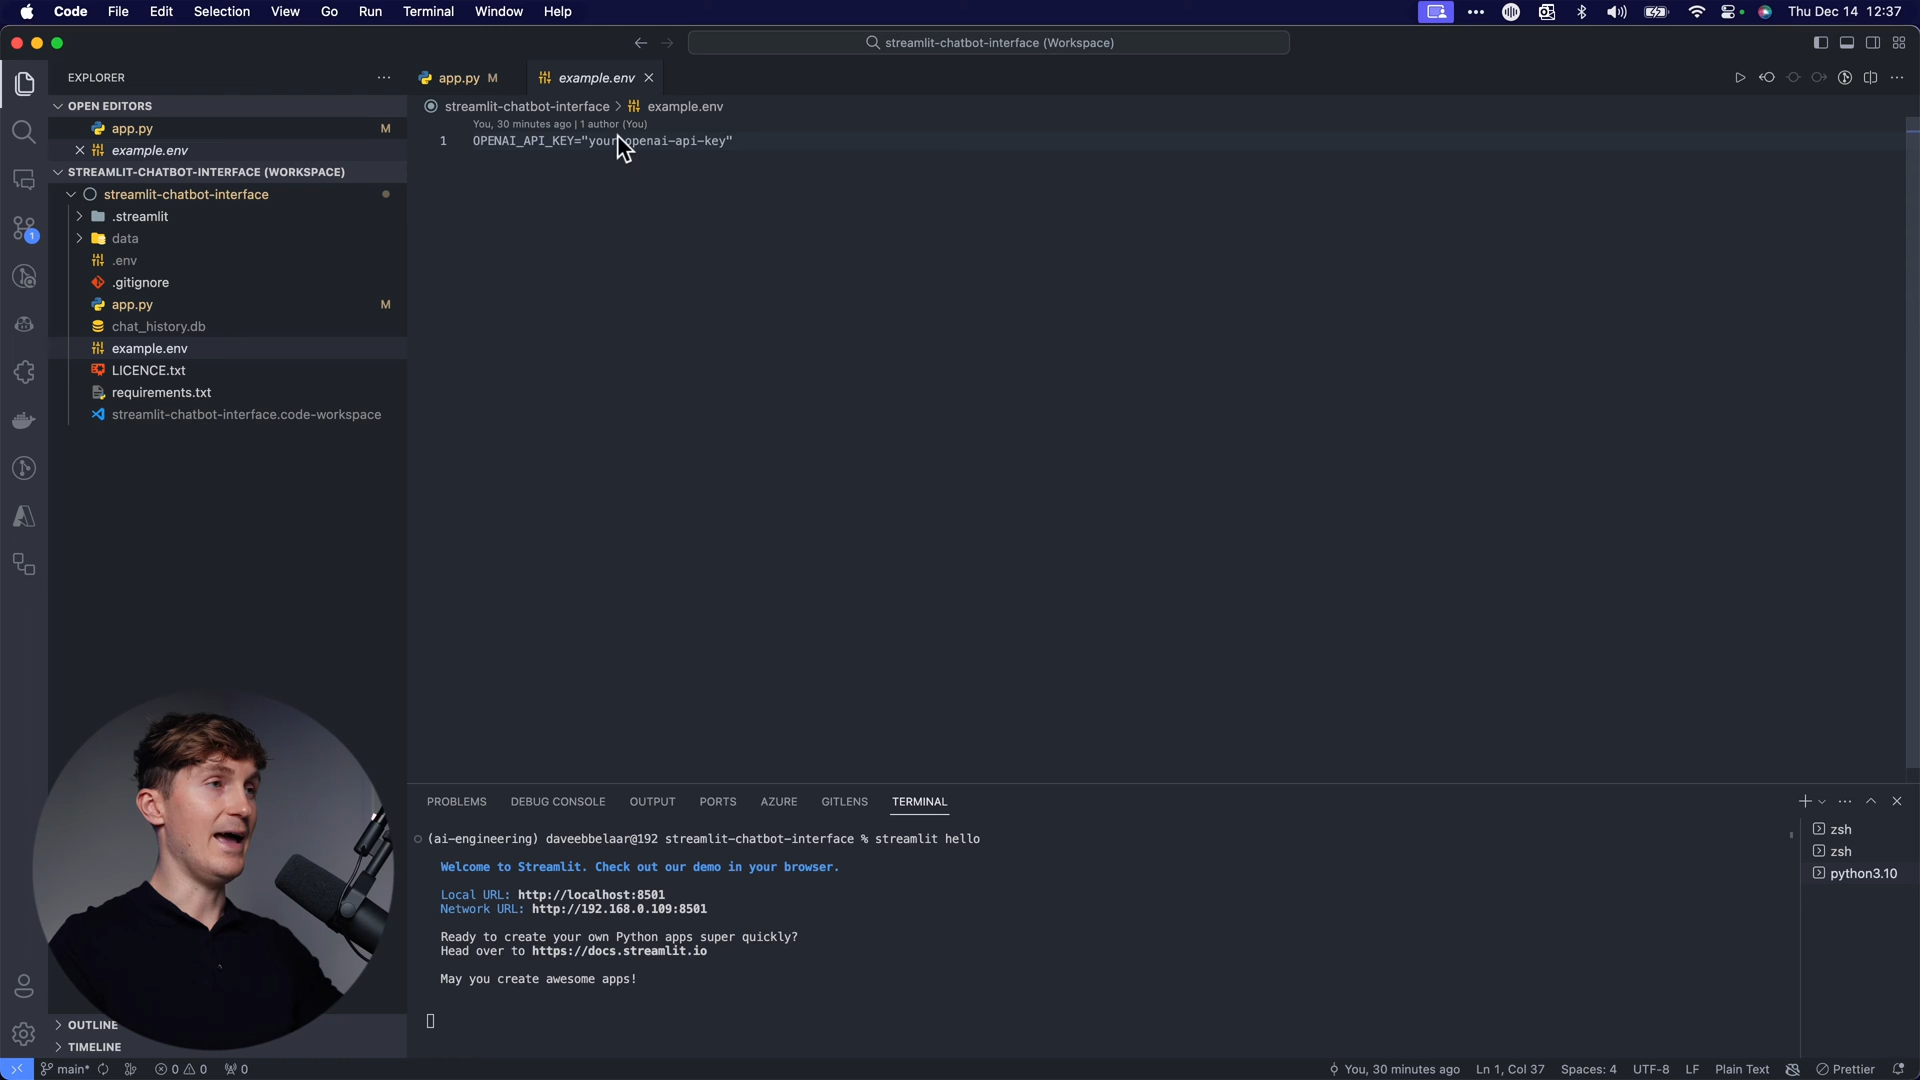 Code File Edit Selection View Go Run Terminal Window Help Thu Dec 14 12:37
streamlit-chatbot-interface (Workspace)
EXPLORER
app.py M
example.env
OPEN EDITORS
app.py M
example.env
STREAMLIT-CHATBOT-INTERFACE (WORKSPACE)
streamlit-chatbot-interface
.streamlit
data
.env
.gitignore
app.py M
chat_history.db
example.env
LICENCE.txt
requirements.txt
streamlit-chatbot-interface.code-workspace
OUTLINE
TIMELINE
streamlit-chatbot-interface > example.env
You, 30 minutes ago | 1 author (You)
1 OPENAI_API_KEY="your-openai-api-key"
PROBLEMS DEBUG CONSOLE OUTPUT PORTS AZURE GITLENS TERMINAL
(ai-engineering) daveebbelaar@192 streamlit-chatbot-interface % streamlit hello
Welcome to Streamlit. Check out our demo in your browser.
Local URL: http://localhost:8501
Network URL: http://192.168.0.109:8501
Ready to create your own Python apps super quickly?
Head over to https://docs.streamlit.io
May you create awesome apps!
zsh
zsh
python3.10
1
main* 0 0 0 You, 30 minutes ago Ln 1, Col 37 Spaces: 4 UTF-8 LF Plain Text Prettier